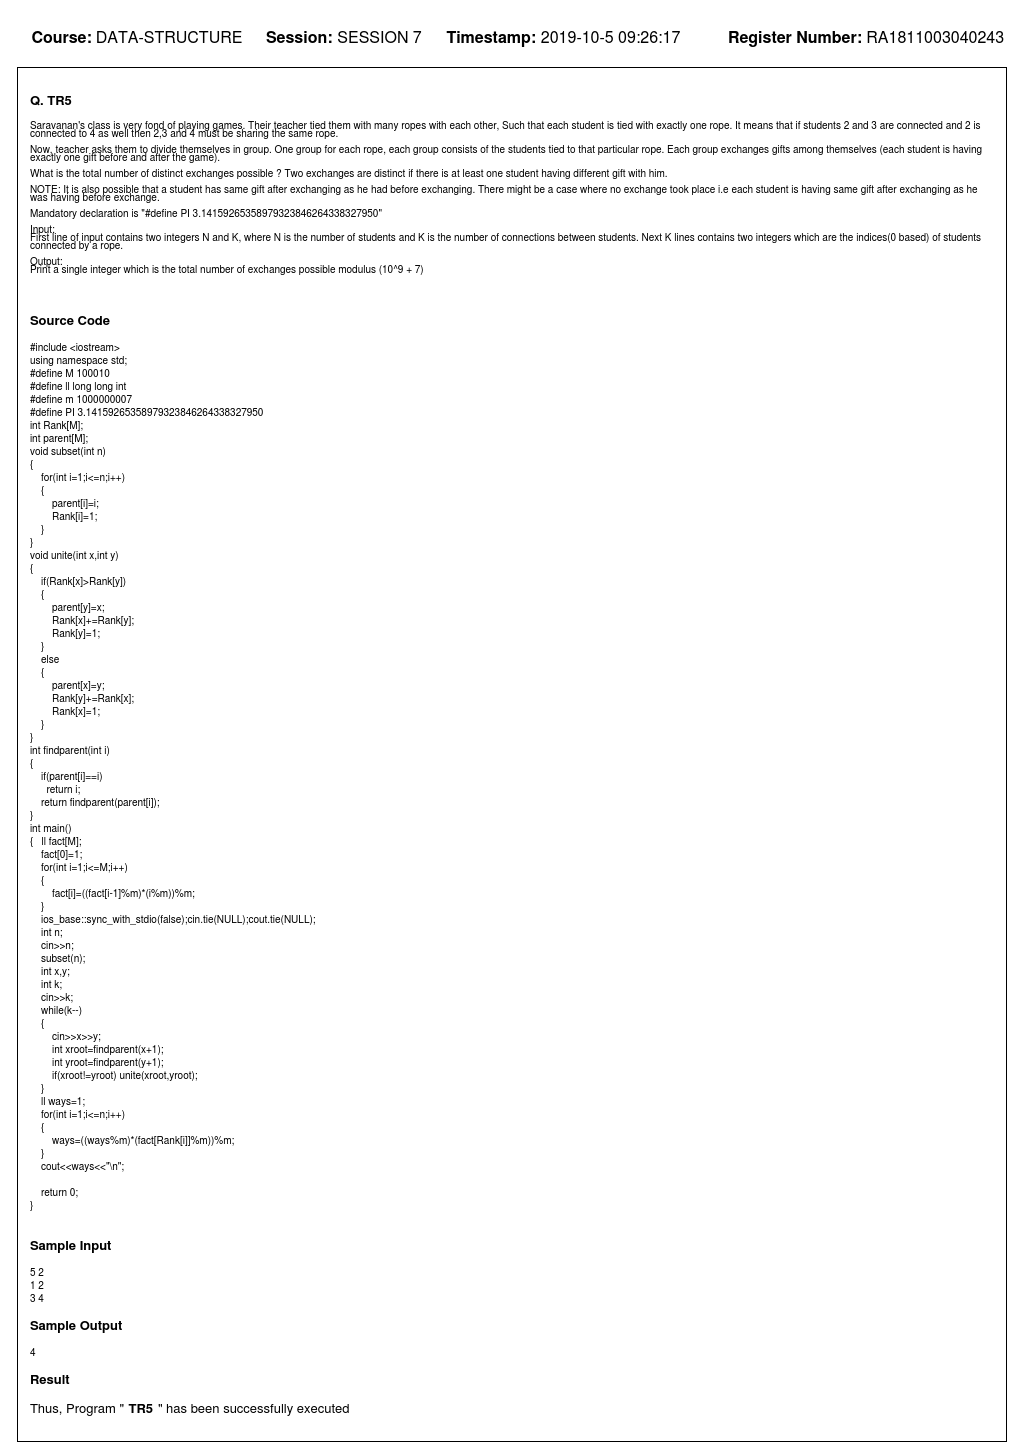 Course: DATA-STRUCTURE Session: SESSION 7 Timestamp: 2019-10-5 09:26:17 Register Number: RA1811003040243
Q. TR5
Saravanan's class is very fond of playing games. Their teacher tied them with many ropes with each other, Such that each student is tied with exactly one rope. It means that if students 2 and 3 are connected and 2 is
connected to 4 as well then 2,3 and 4 must be sharing the same rope.
Now, teacher asks them to divide themselves in group. One group for each rope, each group consists of the students tied to that particular rope. Each group exchanges gifts among themselves (each student is having
exactly one gift before and after the game).
What is the total number of distinct exchanges possible ? Two exchanges are distinct if there is at least one student having different gift with him.
NOTE: It is also possible that a student has same gift after exchanging as he had before exchanging. There might be a case where no exchange took place i.e each student is having same gift after exchanging as he
was having before exchange.
Mandatory declaration is "#define PI 3.14159265358979323846264338327950"
Input:
First line of input contains two integers N and K, where N is the number of students and K is the number of connections between students. Next K lines contains two integers which are the indices(0 based) of students
connected by a rope.
Output:
Print a single integer which is the total number of exchanges possible modulus (10^9 + 7)
Source Code
#include <iostream>
using namespace std;
#define M 100010
#define ll long long int
#define m 1000000007
#define PI 3.14159265358979323846264338327950
int Rank[M];
int parent[M];
void subset(int n)
{
for(int i=1;i<=n;i++)
{
parent[i]=i;
Rank[i]=1;
}
}
void unite(int x,int y)
{
if(Rank[x]>Rank[y])
{
parent[y]=x;
Rank[x]+=Rank[y];
Rank[y]=1;
}
else
{
parent[x]=y;
Rank[y]+=Rank[x];
Rank[x]=1;
}
}
int findparent(int i)
{
if(parent[i]==i)
return i;
return findparent(parent[i]);
}
int main()
{ ll fact[M];
fact[0]=1;
for(int i=1;i<=M;i++)
{
fact[i]=((fact[i-1]%m)*(i%m))%m;
}
ios_base::sync_with_stdio(false);cin.tie(NULL);cout.tie(NULL);
int n;
cin>>n;
subset(n);
int x,y;
int k;
cin>>k;
while(k--)
{
cin>>x>>y;
int xroot=findparent(x+1);
int yroot=findparent(y+1);
if(xroot!=yroot) unite(xroot,yroot);
}
ll ways=1;
for(int i=1;i<=n;i++)
{
ways=((ways%m)*(fact[Rank[i]]%m))%m;
}
cout<<ways<<"\n";
return 0;
}
Sample Input
5 2
1 2
3 4
Sample Output
4
Result
Thus, Program " TR5 " has been successfully executed